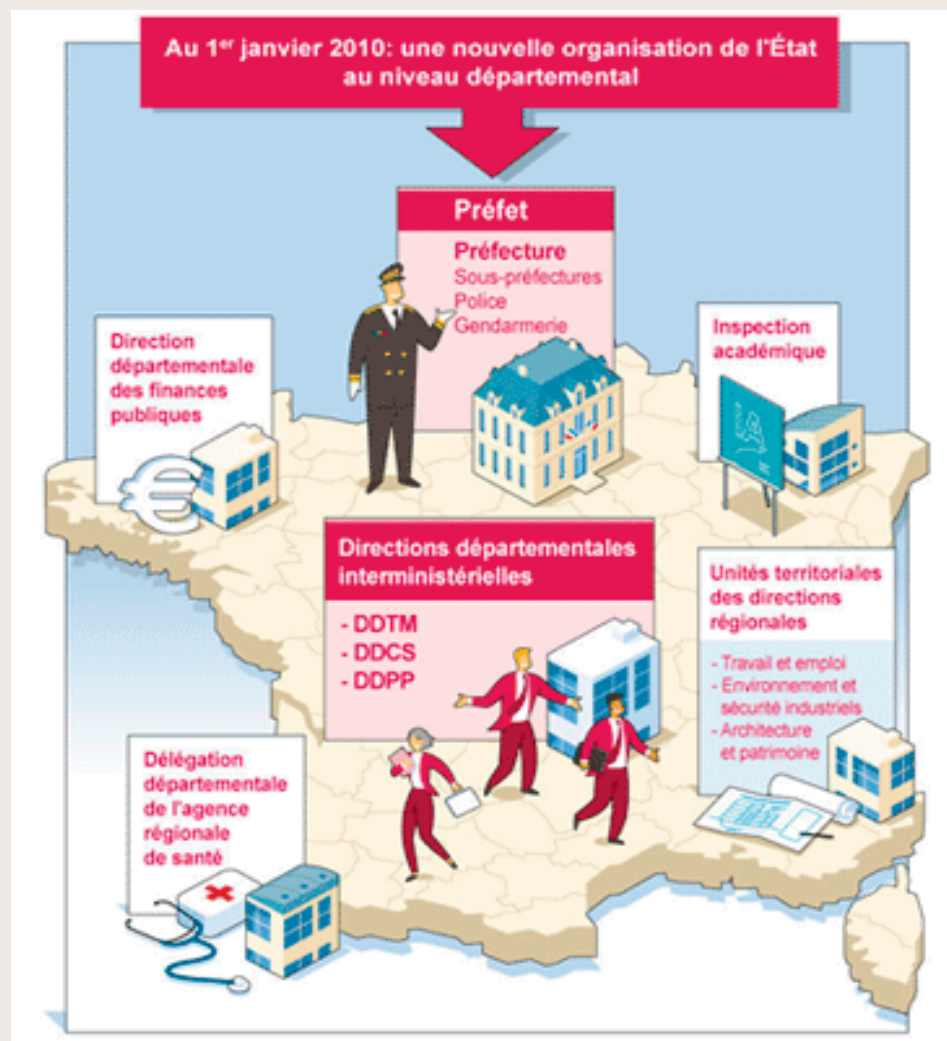 Au 1er janvier 2010: une nouvelle organisation de l'État
au niveau départemental
Préfet
Préfecture
Sous-préfectures
Police
Gendarmerie
Direction
départementale
des finances
publiques
Inspection
académique
Directions départementales
interministérielles
- DDTM
- DDCS
- DDPP
Unités territoriales
des directions
régionales
- Travail et emploi
- Environnement et
sécurité industriels
- Architecture
et patrimoine
Délégation
départementale
de l'agence
régionale
de santé